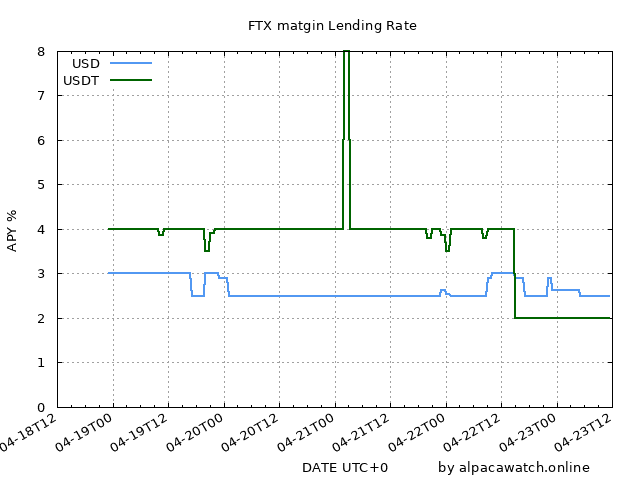 FTX matgin Lending Rate
USD
USDT
8
7
6
5
4
3
2
1
0
APY %
04-18T12
04-19T00
04-19T12
04-20T00
04-20T12
04-21T00
04-21T12
04-22T00
04-22T12
04-23T00
04-23T12
DATE UTC+0
by alpacawatch.online